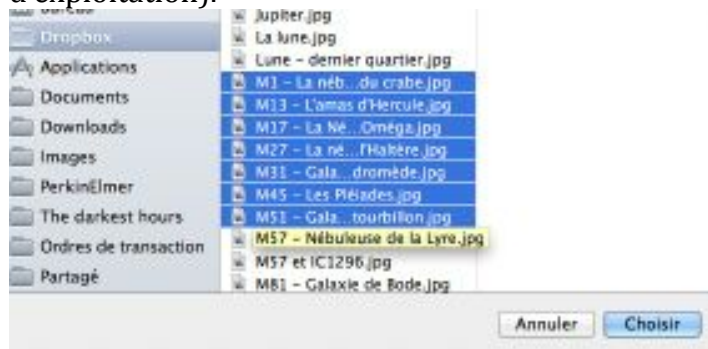 d'exploitation).
Dropbox
Applications
Documents
Downloads
Images
PerkinElmer
The darkest hours
Ordres de transaction
Partagé
Jupiter.jpg
La lune.jpg
Lune - dernier quartier.jpg
M1 - La néb...du crabe.jpg
M13 - L'amas d'Hercule.jpg
M17 - La Né...Oméga.jpg
M27 - La né...l'Haltère.jpg
M31 - Gala...dromède.jpg
M45 - Les Pléiades.jpg
M51 - Gala...tourbillon.jpg
M57 - Nébuleuse de la Lyre.jpg
M57 et IC1296.jpg
M81 - Galaxie de Bode.jpg
Annuler
Choisir